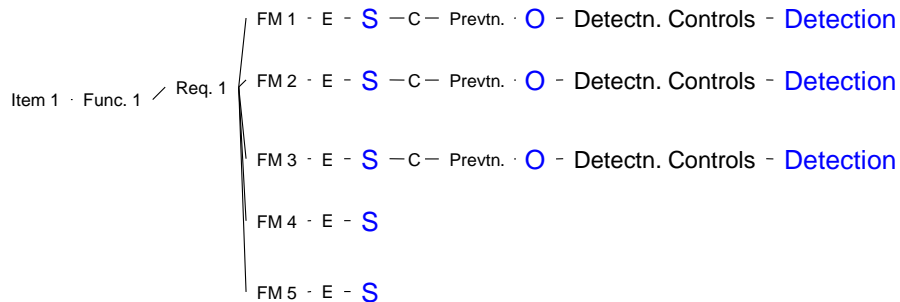 FM 1 - E - S - C - Prevtn. - O - Detectn. Controls - Detection
FM 2 - E - S - C - Prevtn. - O - Detectn. Controls - Detection
Item 1 - Func. 1 Req. 1
FM 3 - E - S - C - Prevtn. - O - Detectn. Controls - Detection
FM 4 - E - S
FM 5 - E - S